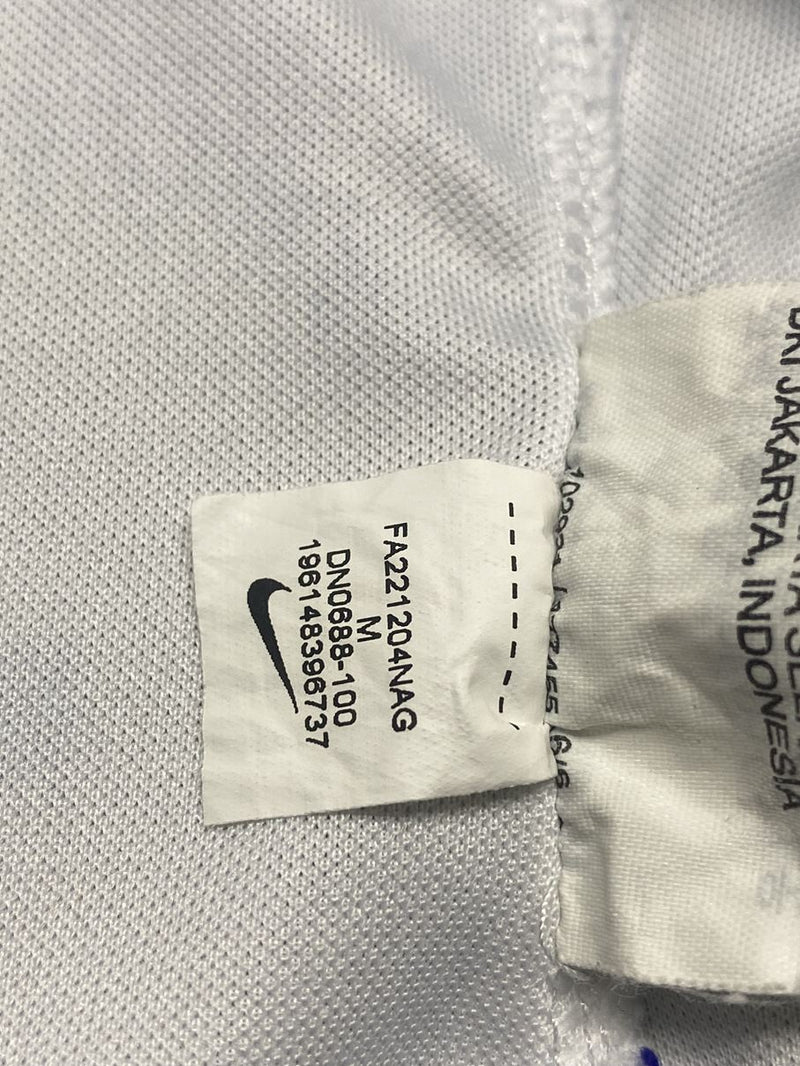 FA221204NAG
M
DN0688-100
196148396737
DKI JAKARTA, INDONESIA